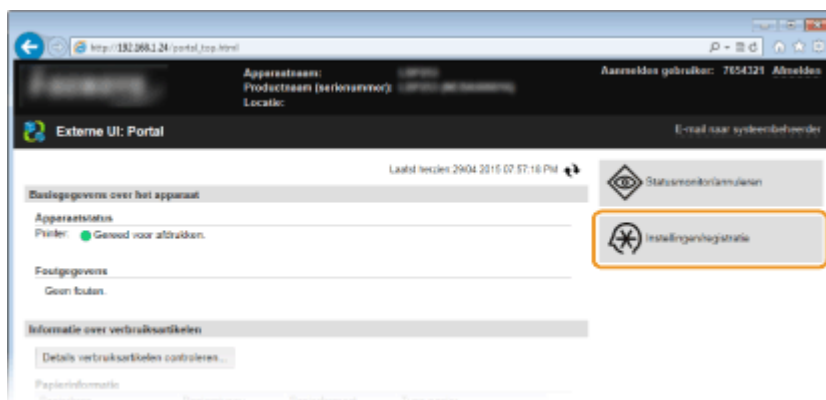 http://192.168.1.24/portal_top.html
Apparaatnaam:
Productnaam (serienummer):
Locatie:
Aanmelden gebruiker: 7654321 Afmelden
Externe UI: Portal
E-mail naar systeembeheerder
Laatst herzien:29/04 2015 07:57:18 PM
Basisgegevens over het apparaat
Apparaatstatus
Printer: Gereed voor afdrukken.
Foutgegevens
Geen fouten.
Informatie over verbruiksartikelen
Details verbruiksartikelen controleren...
Papierinformatie
Statusmonitor/annuleren
Instellingen/registratie